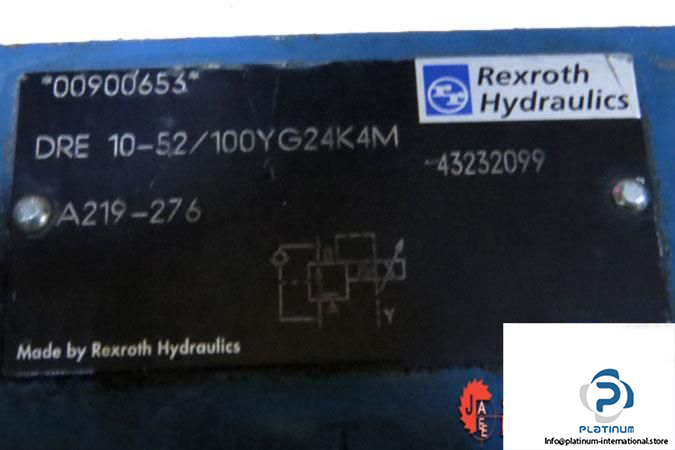 *00900653*
Rexroth
Hydraulics
DRE 10-52/100YG24K4M
43232099
A219-276
B
A
Y
Made by Rexroth Hydraulics
JAEE
P
PLATINUM
Info@platinum-international.store